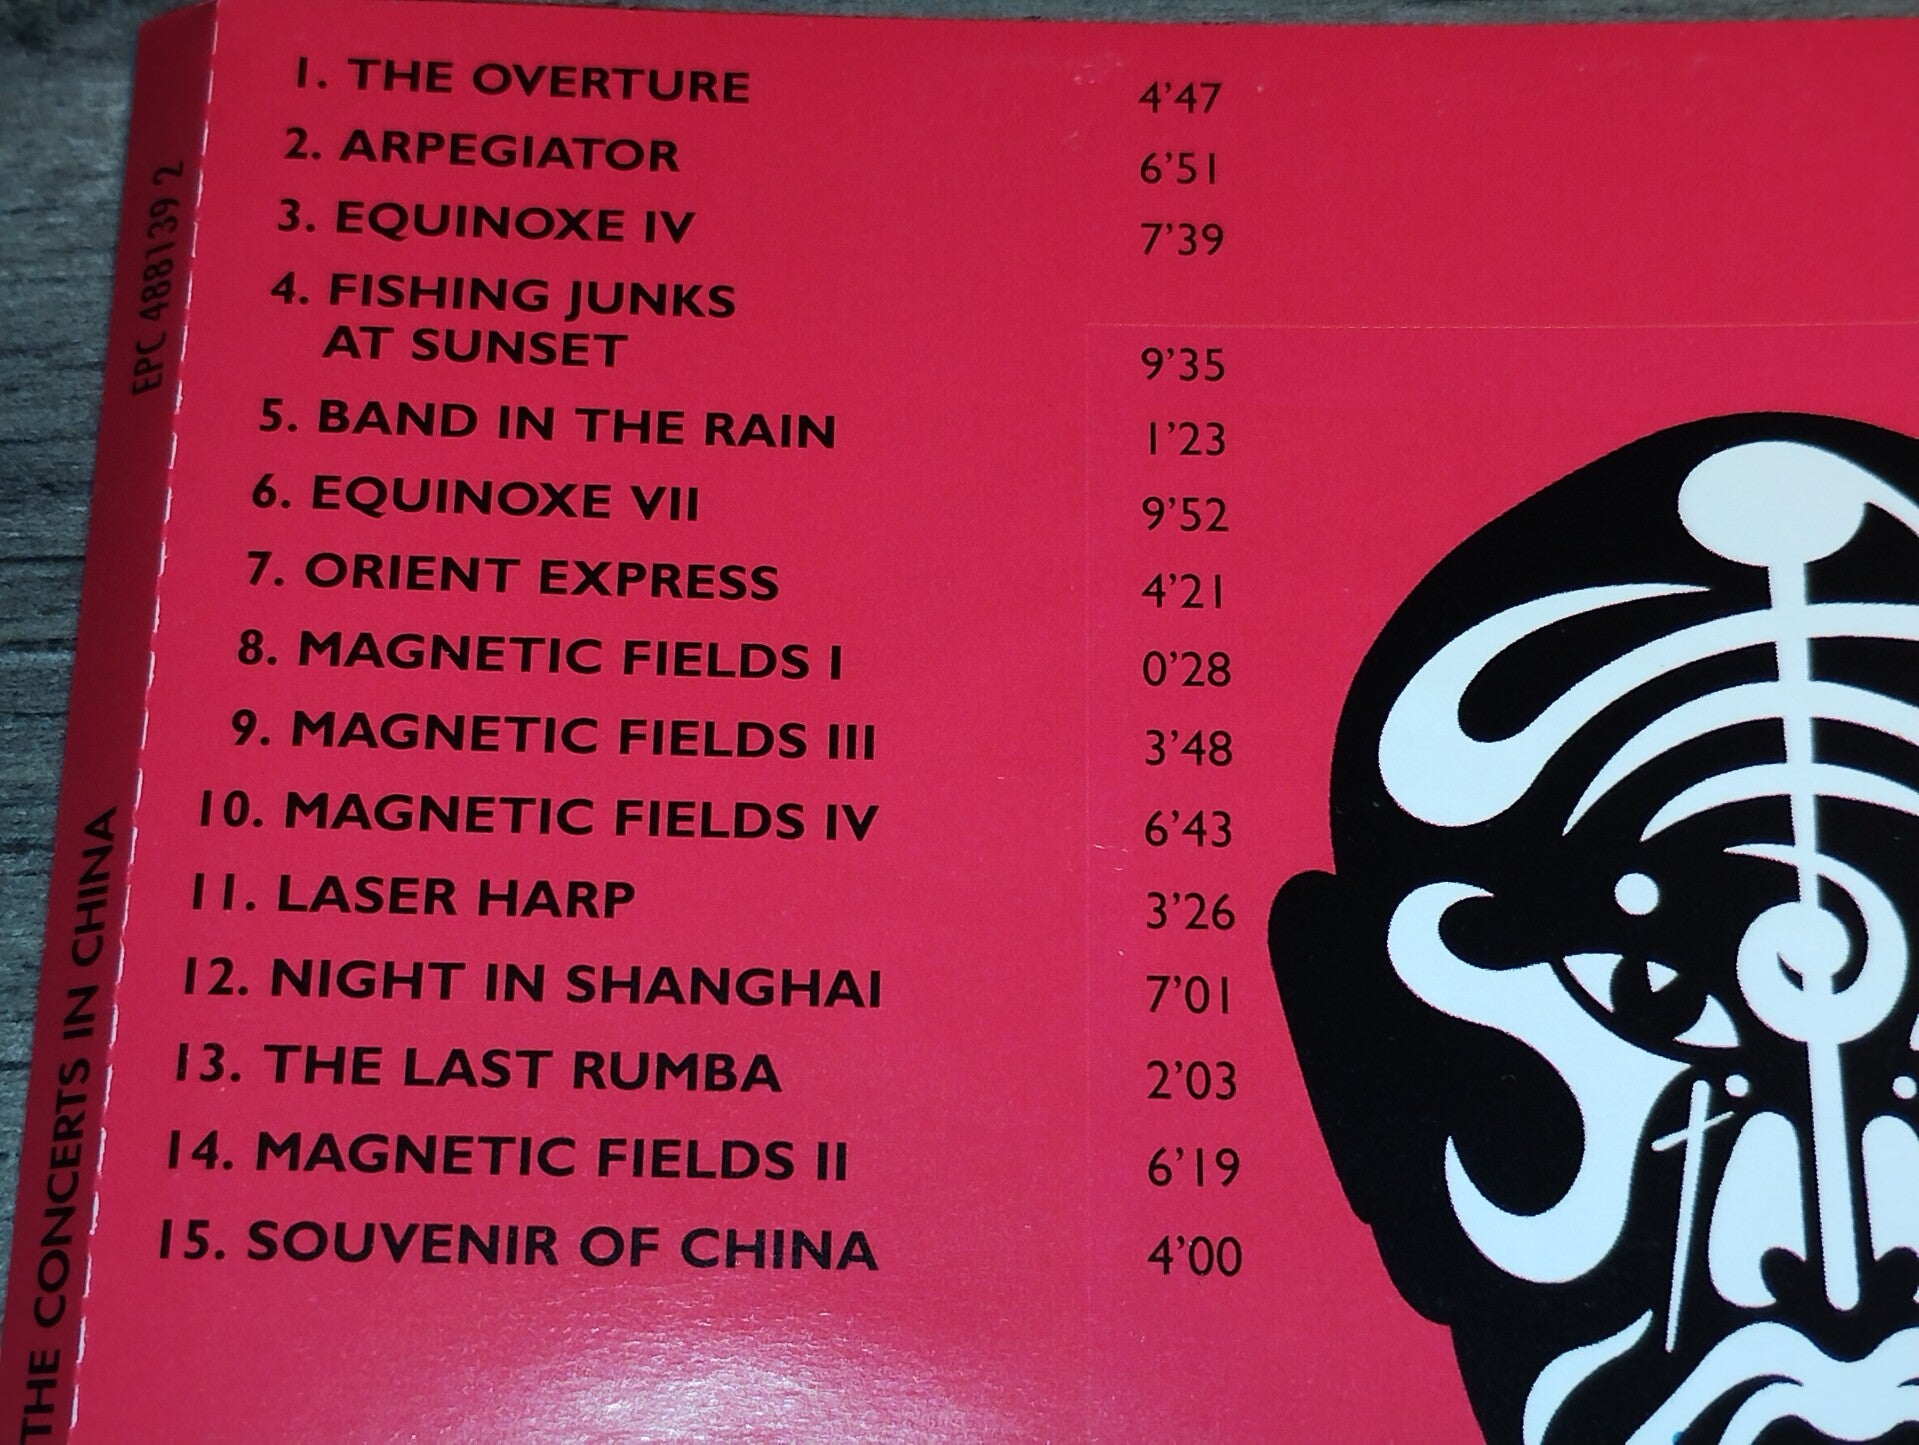 1. THE OVERTURE 4'47
2. ARPEGIATOR 6'51
3. EQUINOXE IV 7'39
4. FISHING JUNKS
AT SUNSET 9'35
5. BAND IN THE RAIN 1'23
6. EQUINOXE VII 9'52
7. ORIENT EXPRESS 4'21
8. MAGNETIC FIELDS I 0'28
9. MAGNETIC FIELDS III 3'48
10. MAGNETIC FIELDS IV 6'43
11. LASER HARP 3'26
12. NIGHT IN SHANGHAI 7'01
13. THE LAST RUMBA 2'03
14. MAGNETIC FIELDS II 6'19
15. SOUVENIR OF CHINA 4'00
THE CONCERTS IN CHINA
EPC 488139 2